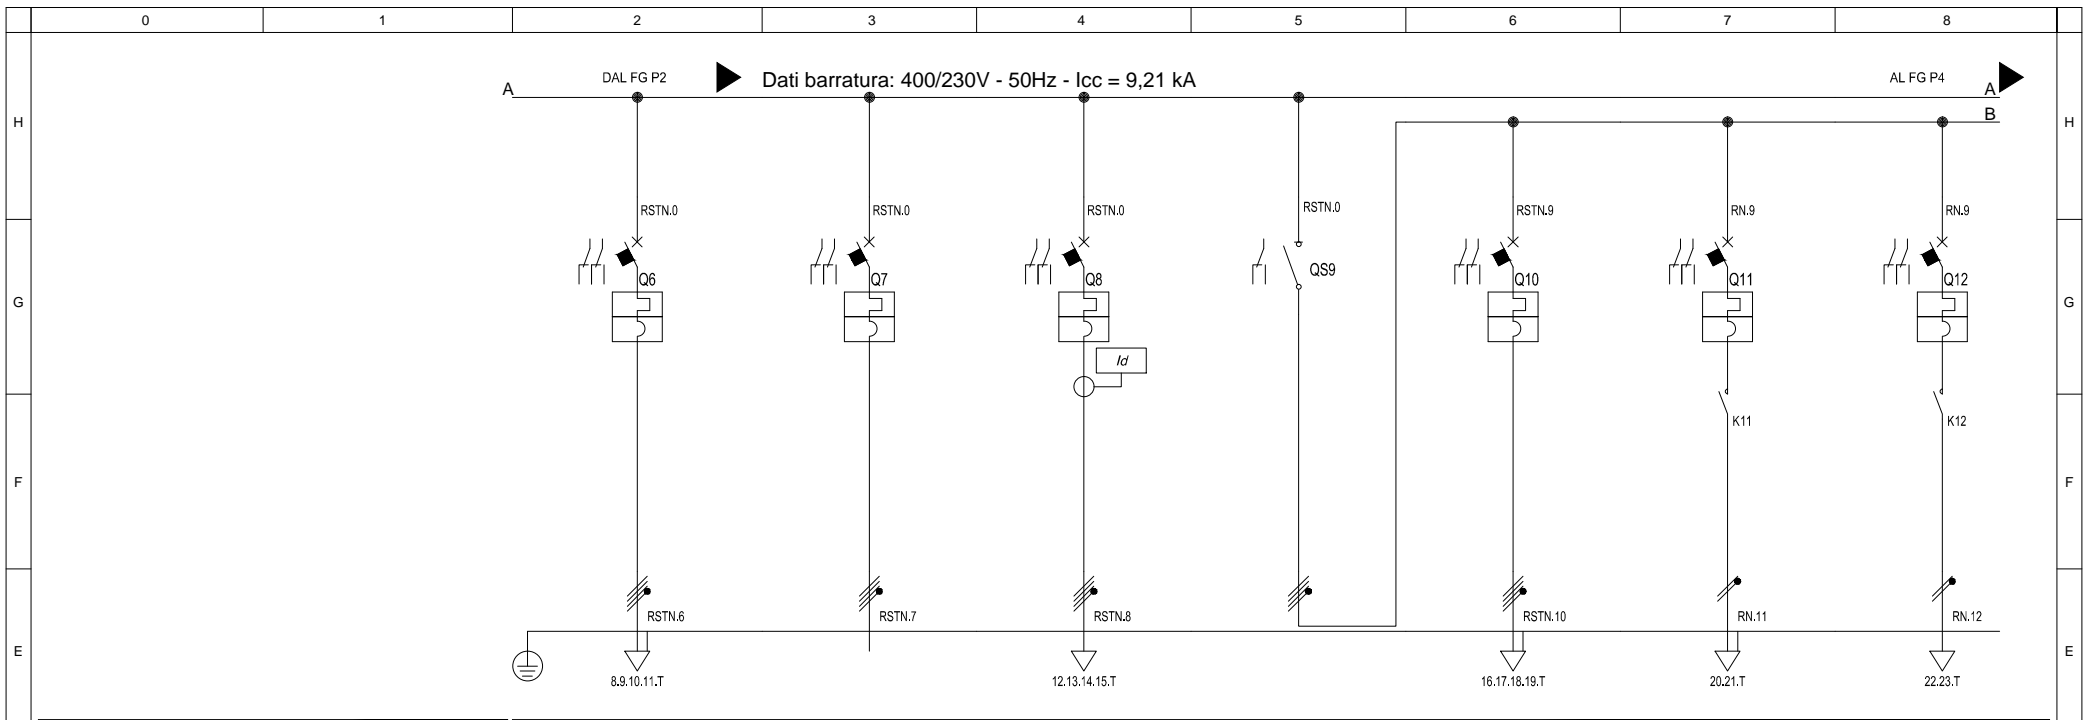 0 1 2 3 4 5 6 7 8
DAL FG P2 Dati barratura: 400/230V - 50Hz - Icc = 9,21 kA AL FG P4
A A
H B H
RSTN.0 RSTN.0 RSTN.0 RSTN.0 RSTN.9 RN.9 RN.9
QS9
Q6 Q7 Q8 Q10 Q11 Q12
G G
Id
K11 K12
F F
RSTN.6 RSTN.7 RSTN.8 RSTN.10 RN.11 RN.12
E E
8.9.10.11.T 12.13.14.15.T 16.17.18.19.T 20.21.T 22.23.T